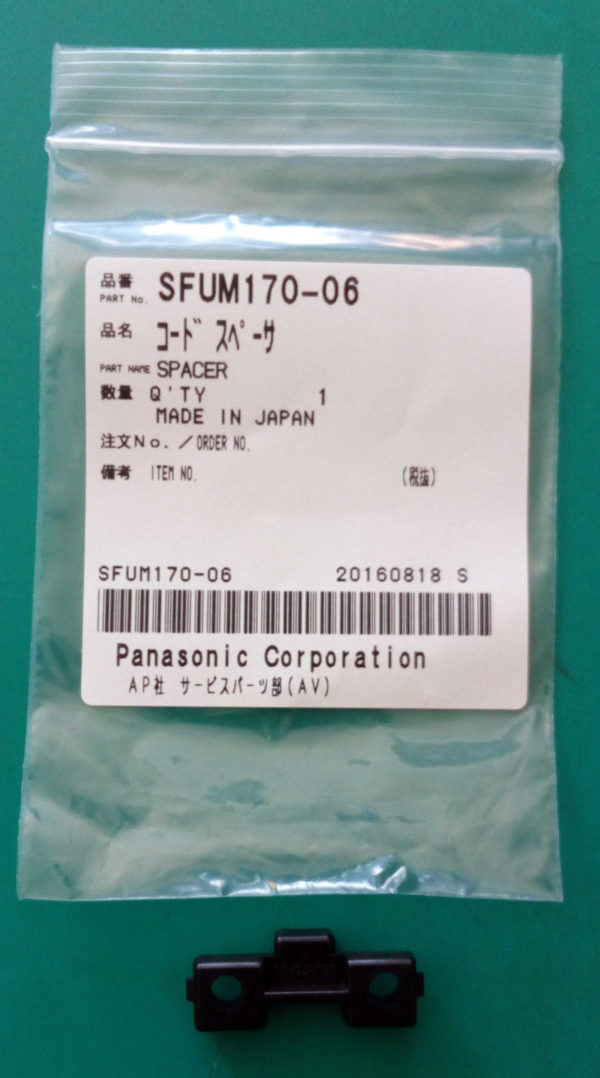 品番
PART No. SFUM170-06
品名 コード スペーサ
PART NAME SPACER
数量 Q'TY 1
MADE IN JAPAN
注文No.／ORDER NO.
備考 ITEM NO. (税抜)
SFUM170-06 20160818 S
Panasonic Corporation
AP社 サービスパーツ部(AV)